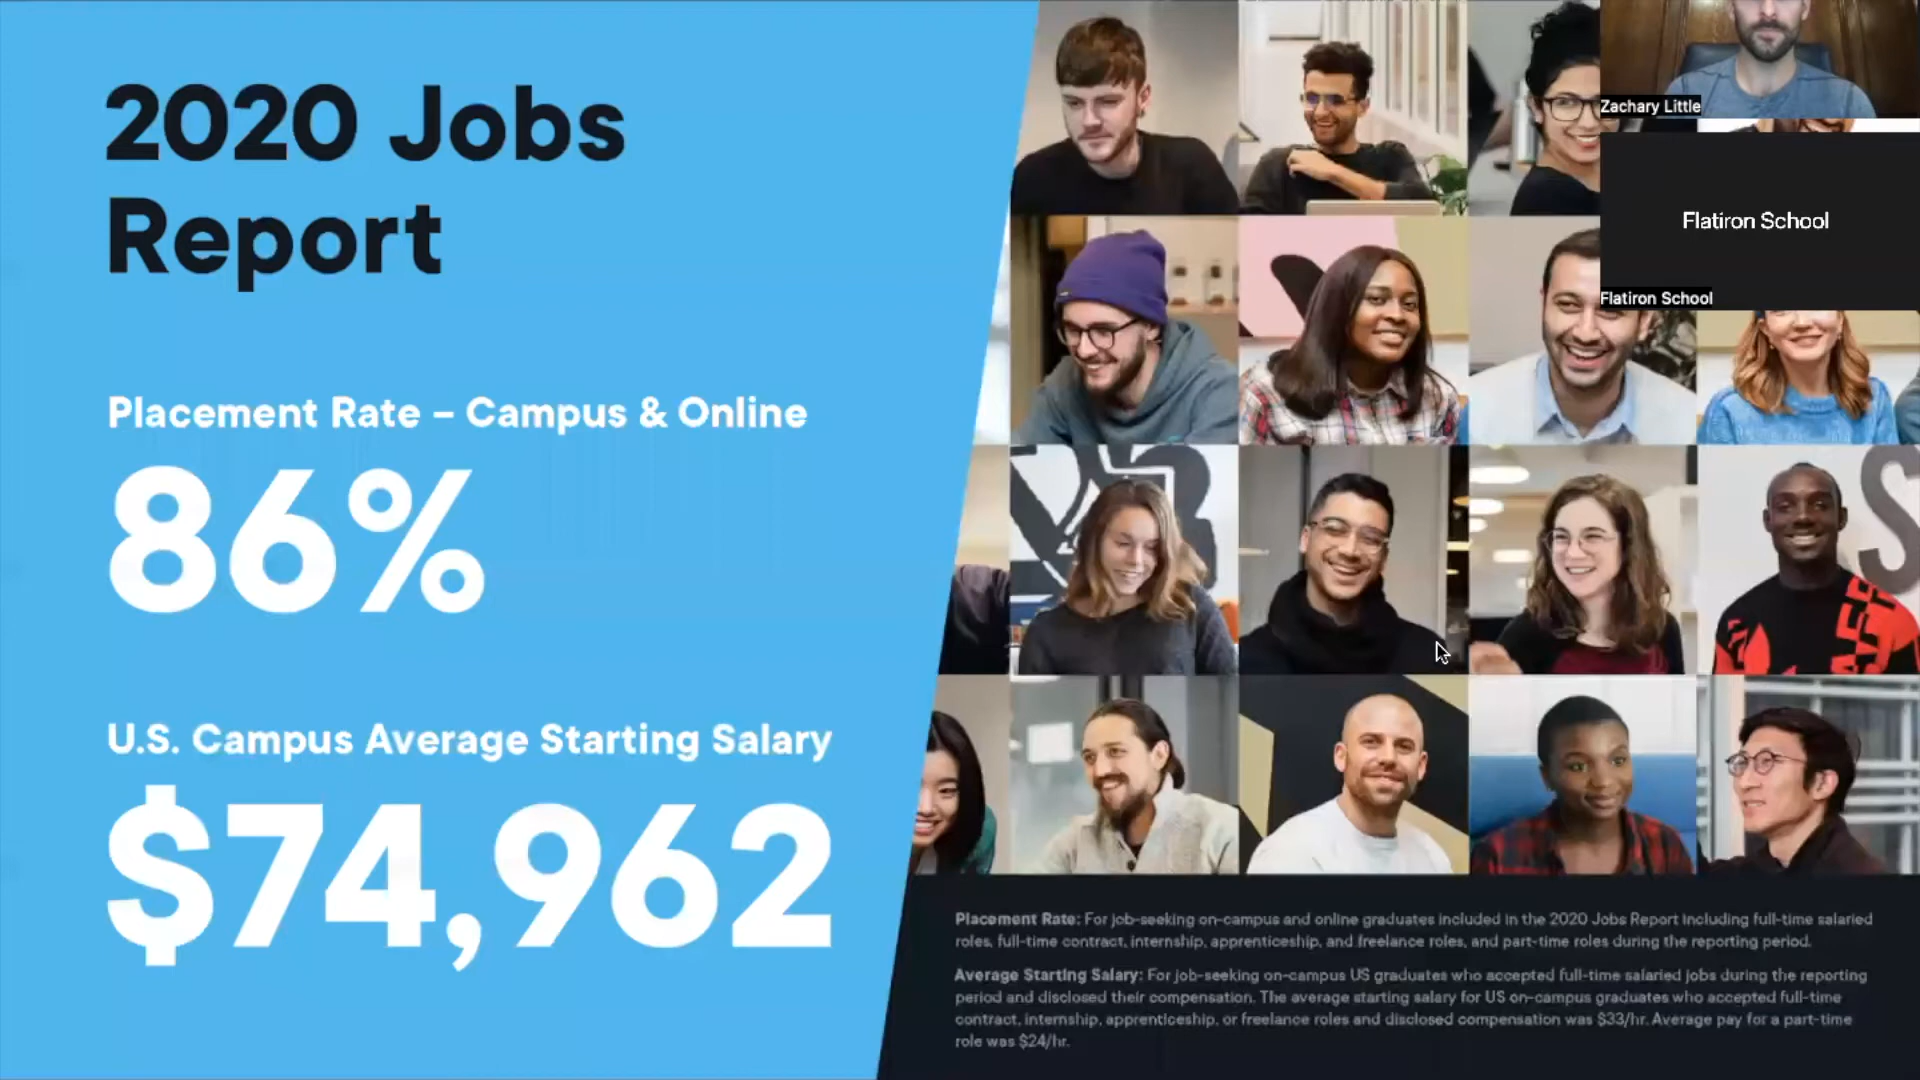 2020 Jobs
Report
Placement Rate – Campus & Online
86%
U.S. Campus Average Starting Salary
$74,962
Zachary Little
Flatiron School
Flatiron School
Placement Rate: For job-seeking on-campus and online graduates included in the 2020 Jobs Report including full-time salaried
roles, full-time contract, internship, apprenticeship, and freelance roles, and part-time roles during the reporting period.
Average Starting Salary: For job-seeking on-campus US graduates who accepted full-time salaried jobs during the reporting
period and disclosed their compensation. The average starting salary for US on-campus graduates who accepted full-time
contract, internship, apprenticeship, or freelance roles and disclosed compensation was $33/hr. Average pay for a part-time
role was $24/hr.